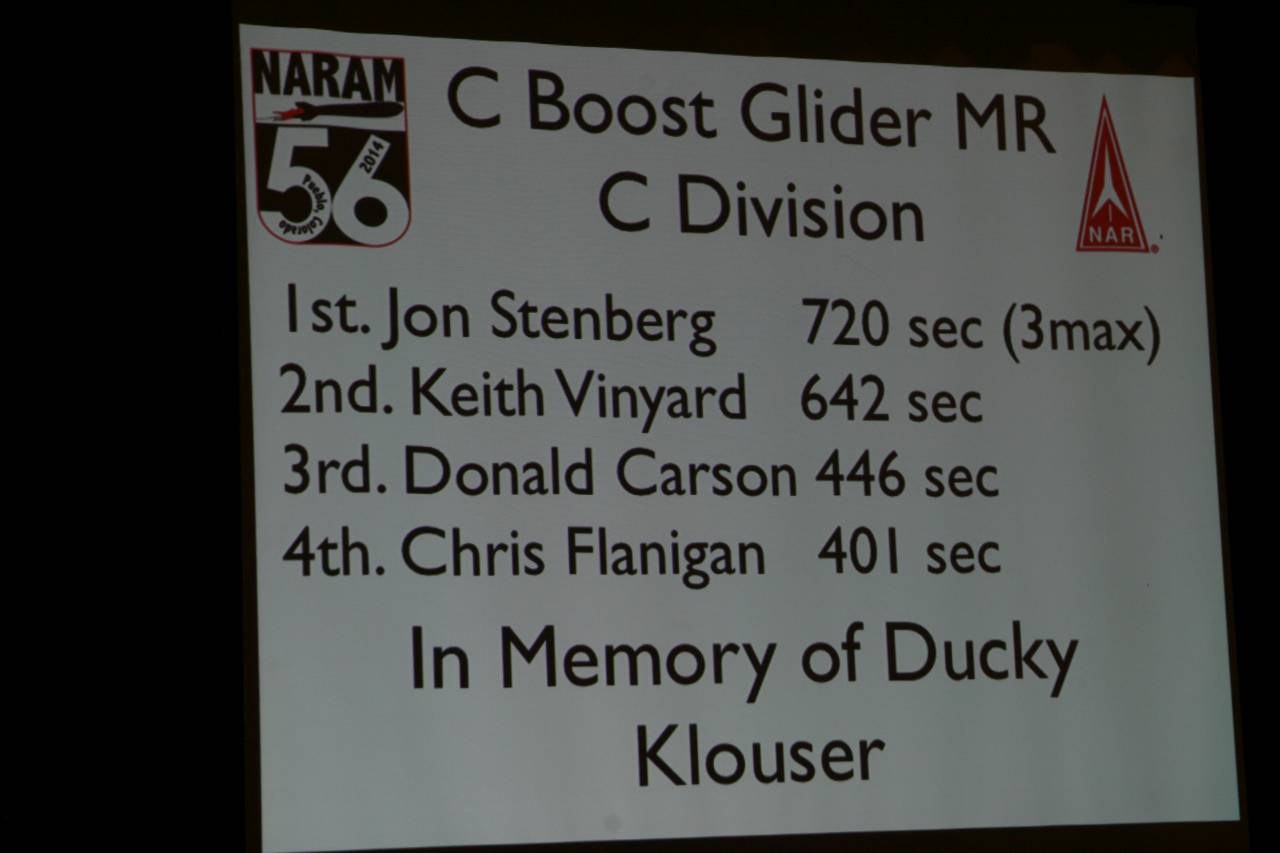 NARAM
56
2014
Pueblo, Colorado
C Boost Glider MR
C Division
NAR®
1st. Jon Stenberg 720 sec (3max)
2nd. Keith Vinyard 642 sec
3rd. Donald Carson 446 sec
4th. Chris Flanigan 401 sec
In Memory of Ducky
Klouser